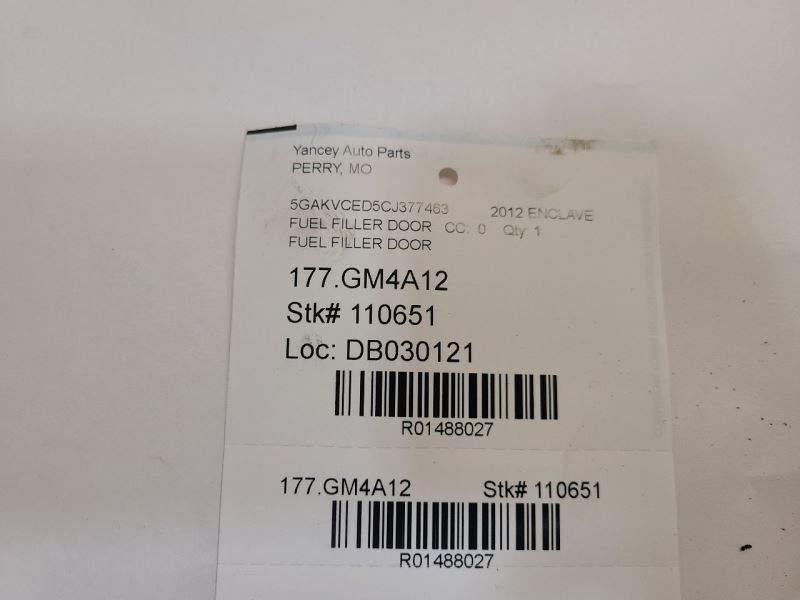 Yancey Auto Parts
PERRY, MO
5GAKVCED5CJ377463 2012 ENCLAVE
FUEL FILLER DOOR CC: 0 Qty: 1
FUEL FILLER DOOR
177.GM4A12
Stk# 110651
Loc: DB030121
R01488027
177.GM4A12 Stk# 110651
R01488027